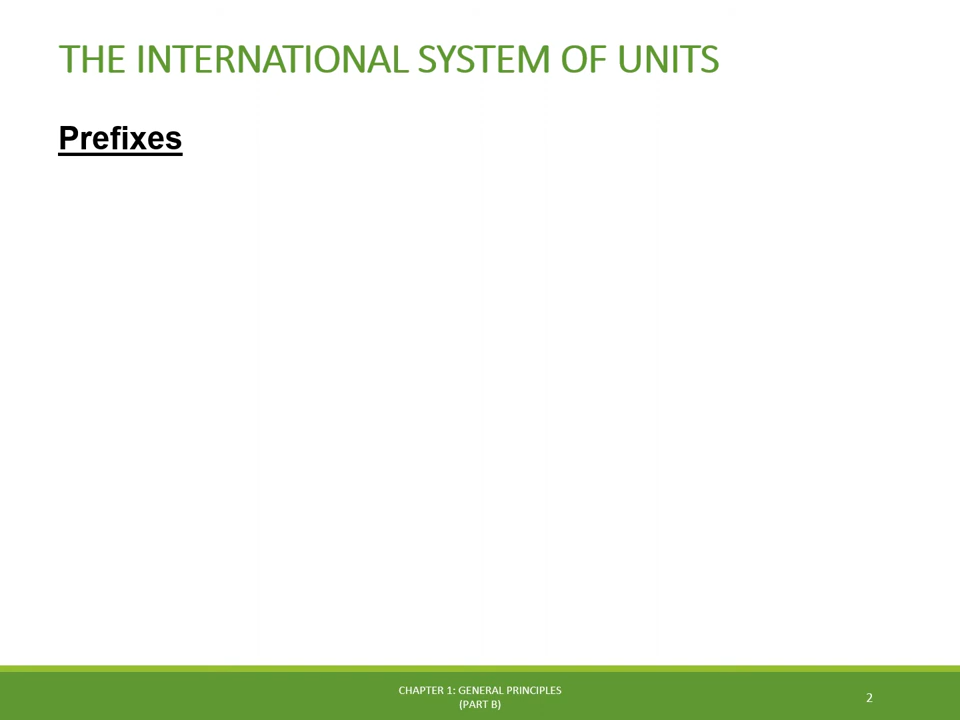 THE INTERNATIONAL SYSTEM OF UNITS
Prefixes
CHAPTER 1: GENERAL PRINCIPLES
(PART B)
2